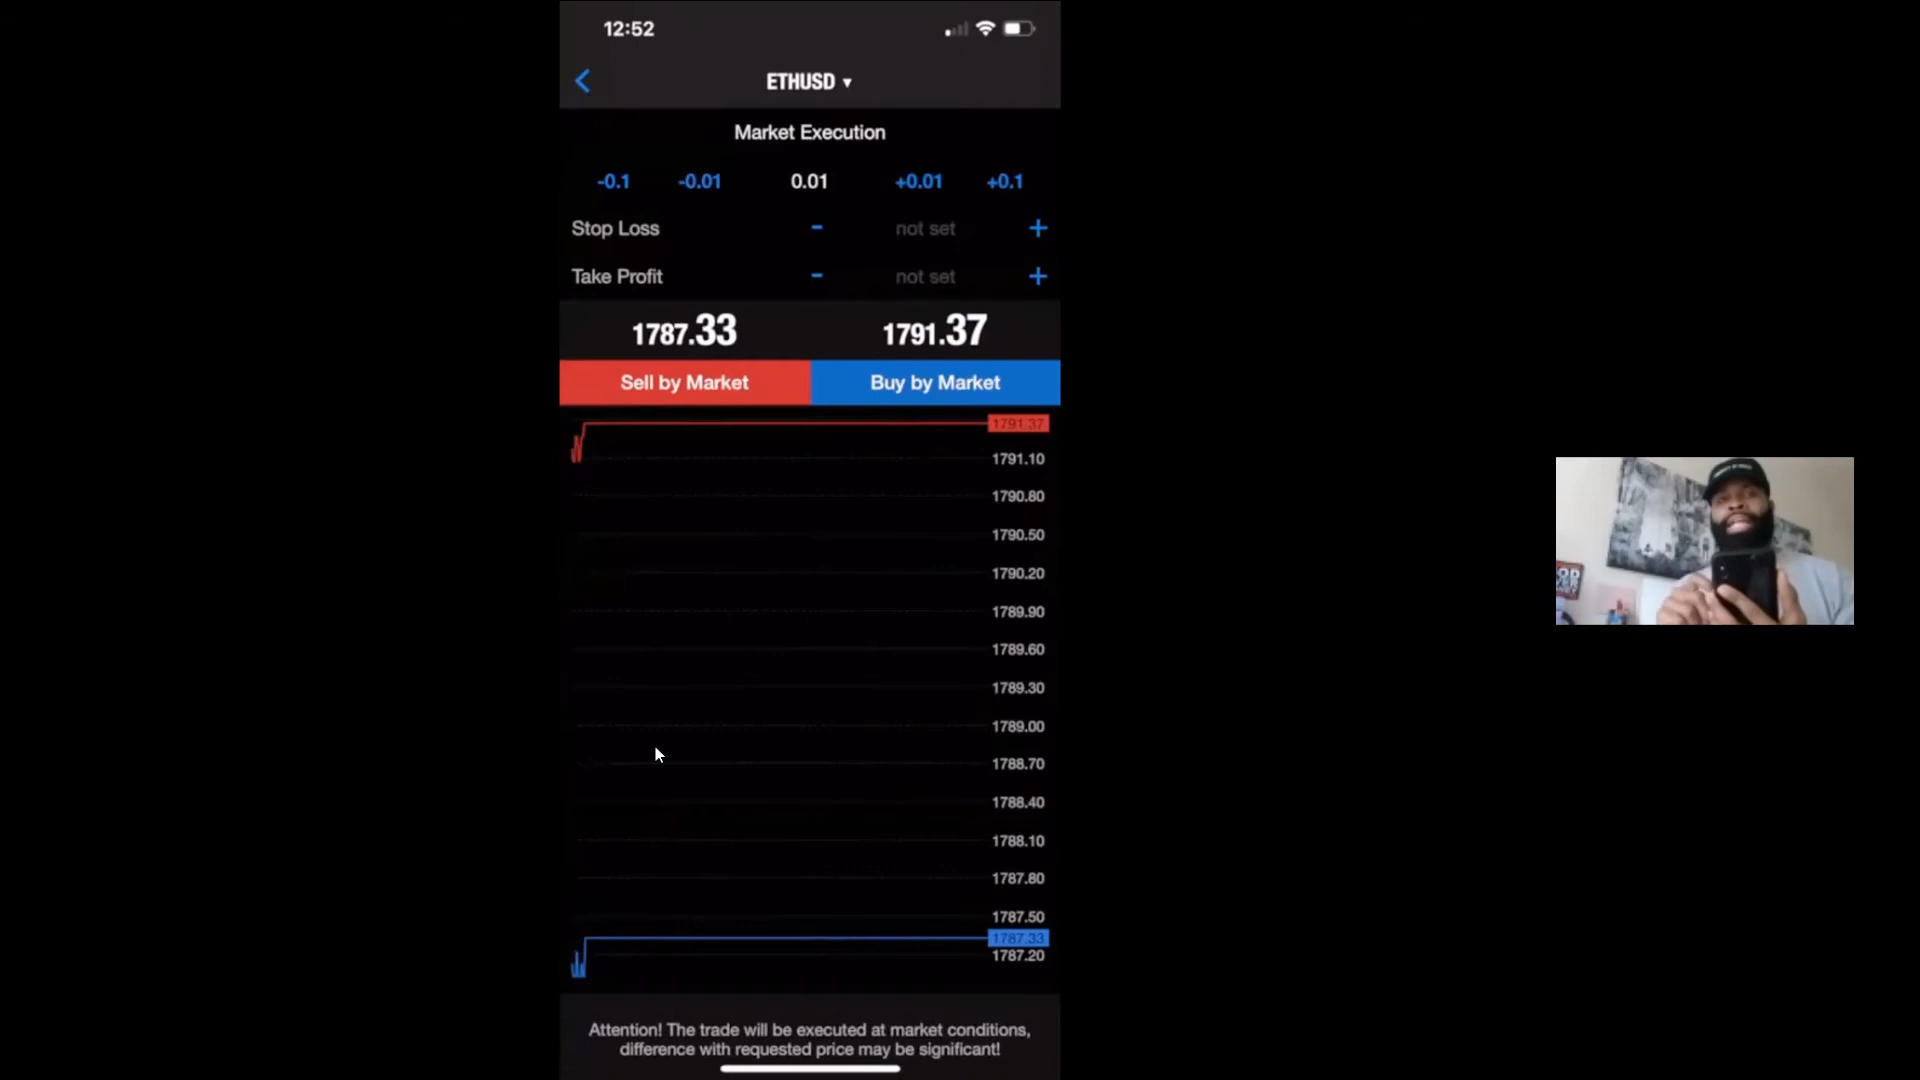 12:52
ETHUSD ▾
Market Execution
-0.1 -0.01 0.01 +0.01 +0.1
Stop Loss - not set +
Take Profit - not set +
1787.33 1791.37
Sell by Market Buy by Market
1791.37
1791.10
1790.80
1790.50
1790.20
1789.90
1789.60
1789.30
1789.00
1788.70
1788.40
1788.10
1787.80
1787.50
1787.33
1787.20
Attention! The trade will be executed at market conditions,
difference with requested price may be significant!